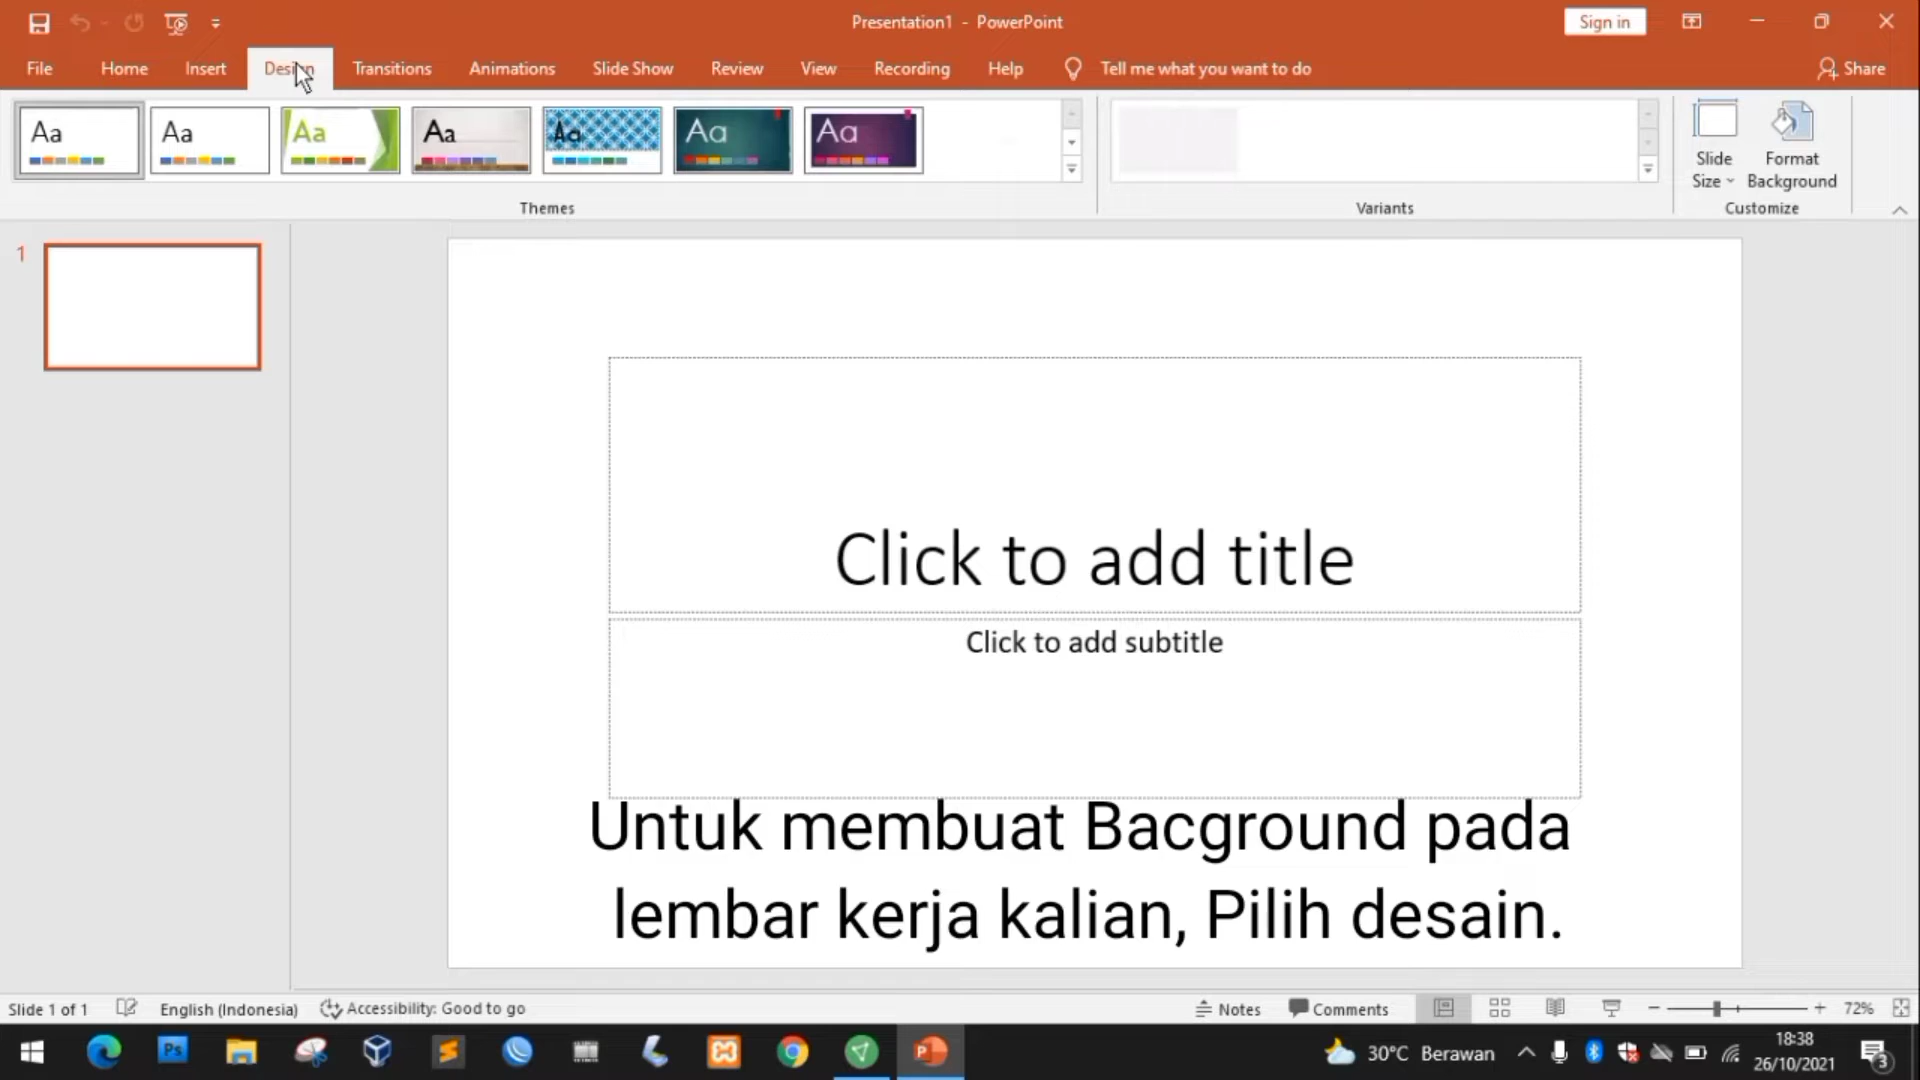 Presentation1 - PowerPoint
Sign in
File Home Insert Design Transitions Animations Slide Show Review View Recording Help Tell me what you want to do Share
Aa Aa Aa Aa Aa Aa Aa
Slide Size
Format Background
Themes Variants Customize
1
Click to add title
Click to add subtitle
Untuk membuat Bacground pada
lembar kerja kalian, Pilih desain.
Slide 1 of 1 English (Indonesia) Accessibility: Good to go Notes Comments 72%
Ps P 30°C Berawan 18:38
26/10/2021 3